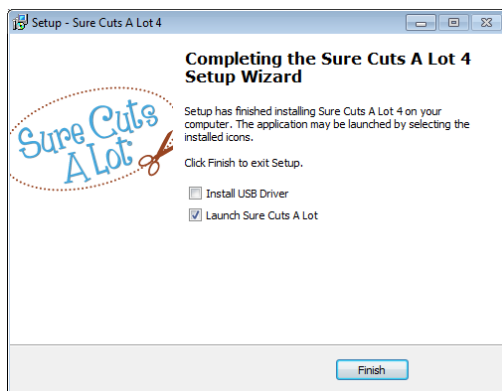 Setup - Sure Cuts A Lot 4
Completing the Sure Cuts A Lot 4
Setup Wizard
Setup has finished installing Sure Cuts A Lot 4 on your
computer. The application may be launched by selecting the
installed icons.
Click Finish to exit Setup.
Sure Cuts
A Lot
Install USB Driver
Launch Sure Cuts A Lot
Finish